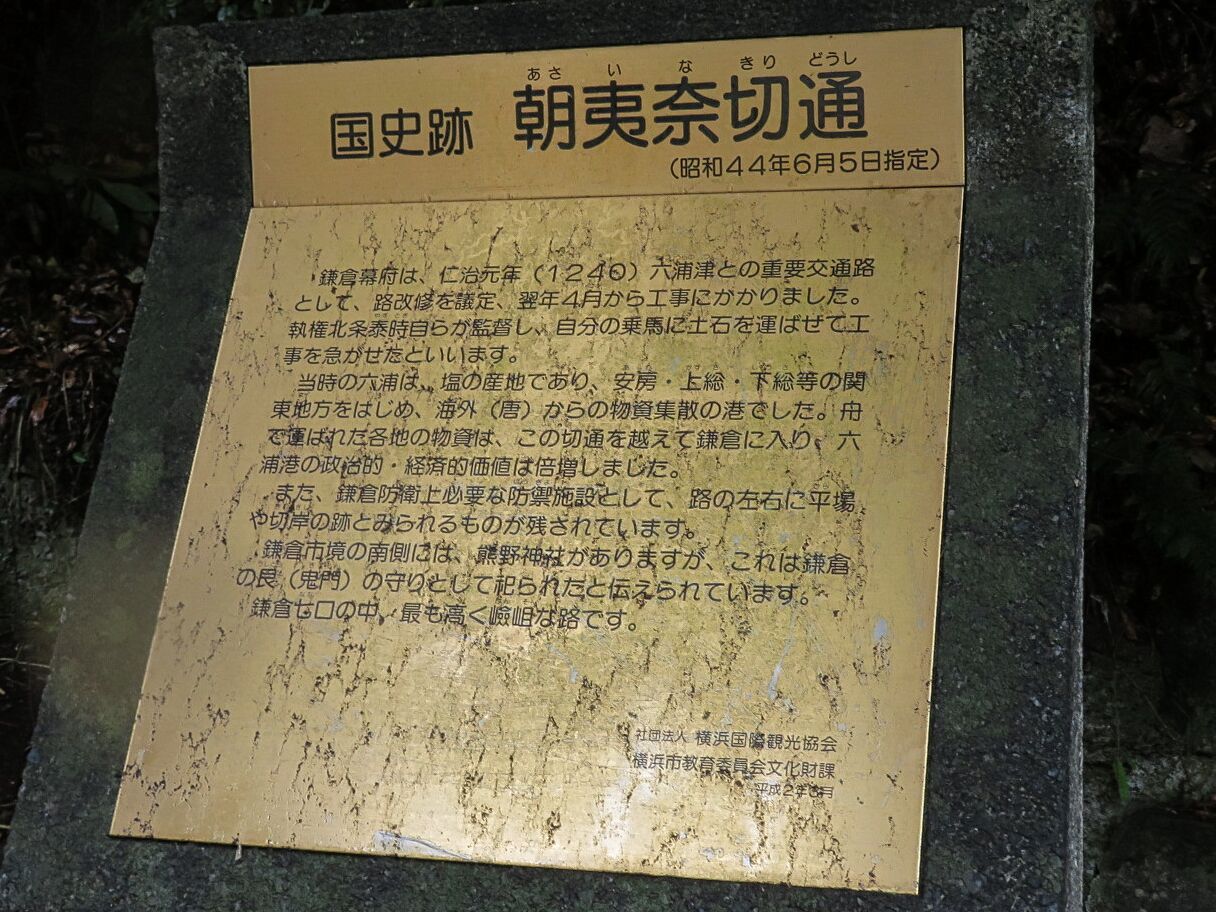 あさ い な きり どうし
国史跡 朝夷奈切通
(昭和44年6月5日指定)
鎌倉幕府は、仁治元年(1240)六浦津との重要交通路
として、路改修を議定、翌年4月から工事にかかりました。
執権北条泰時自らが監督し、自分の乗馬に土石を運ばせて工
事を急がせたといいます。
当時の六浦は、塩の産地であり、安房・上総・下総等の関
東地方をはじめ、海外(唐)からの物資集散の港でした。舟
で運ばれた各地の物資は、この切通を越えて鎌倉に入り、六
浦港の政治的・経済的価値は倍増しました。
また、鎌倉防衛上必要な防禦施設として、路の左右に平場
や切岸の跡とみられるものが残されています。
鎌倉市境の南側には、熊野神社がありますが、これは鎌倉
の艮(鬼門)の守りとして祀られたと伝えられています。
鎌倉七口の中、最も高く嶮岨な路です。
社団法人 横浜国際観光協会
横浜市教育委員会文化財課
平成2年 月